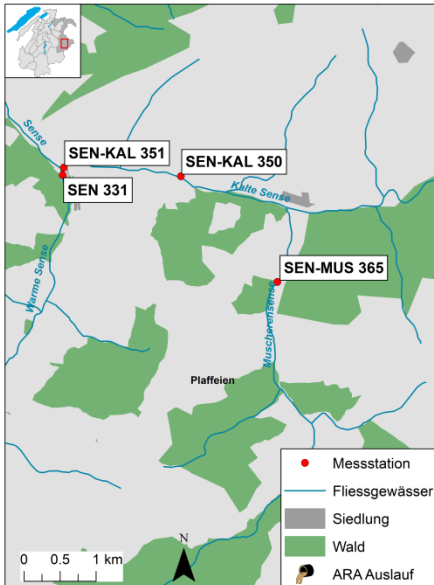 Sense
SEN-KAL 351
SEN-KAL 350
SEN 331
Kalte Sense
Warme Sense
SEN-MUS 365
Muscherensense
Plaffeien
N
0 0.5 1 km
Messstation
Fliessgewässer
Siedlung
Wald
ARA Auslauf